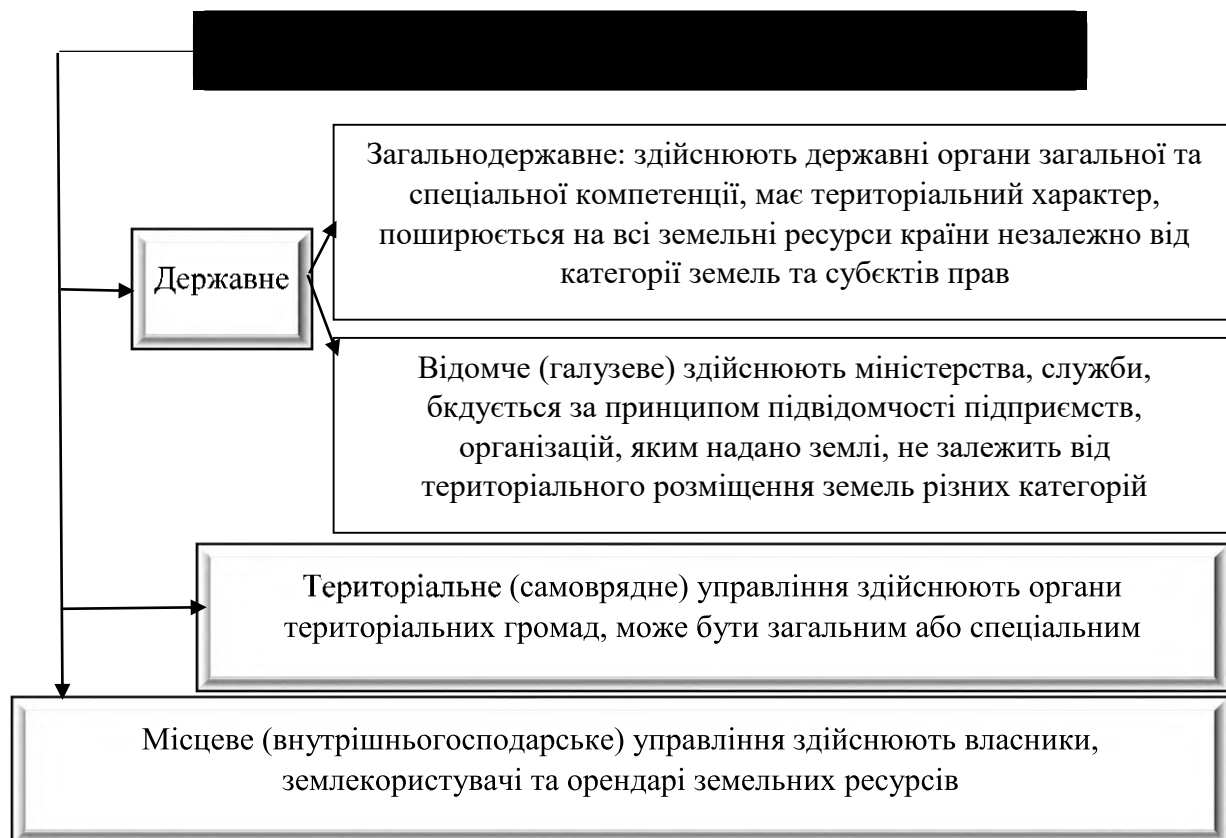 Загальнодержавне: здійснюють державні органи загальної та
спеціальної компетенції, має територіальний характер,
поширюється на всі земельні ресурси країни незалежно від
категорії земель та субєктів прав
Державне
Відомче (галузеве) здійснюють міністерства, служби,
бкдується за принципом підвідомчості підприємств,
організацій, яким надано землі, не залежить від
територіального розміщення земель різних категорій
Територіальне (самоврядне) управління здійснюють органи
територіальних громад, може бути загальним або спеціальним
Місцеве (внутрішньогосподарське) управління здійснюють власники,
землекористувачі та орендарі земельних ресурсів